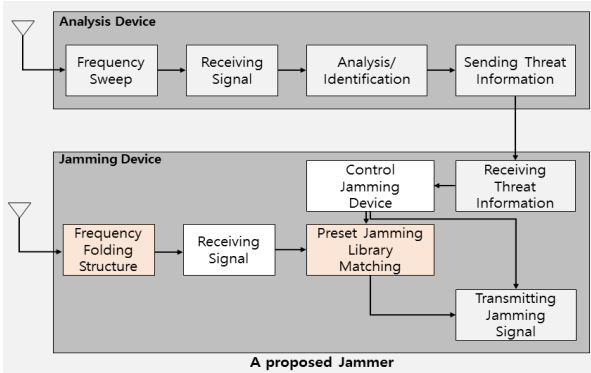 Analysis Device
Frequency
Sweep
Receiving
Signal
Analysis/
Identification
Sending Threat
Information
Jamming Device
Control
Jamming
Device
Receiving
Threat
Information
Frequency
Folding
Structure
Receiving
Signal
Preset Jamming
Library
Matching
Transmitting
Jamming
Signal
A proposed Jammer